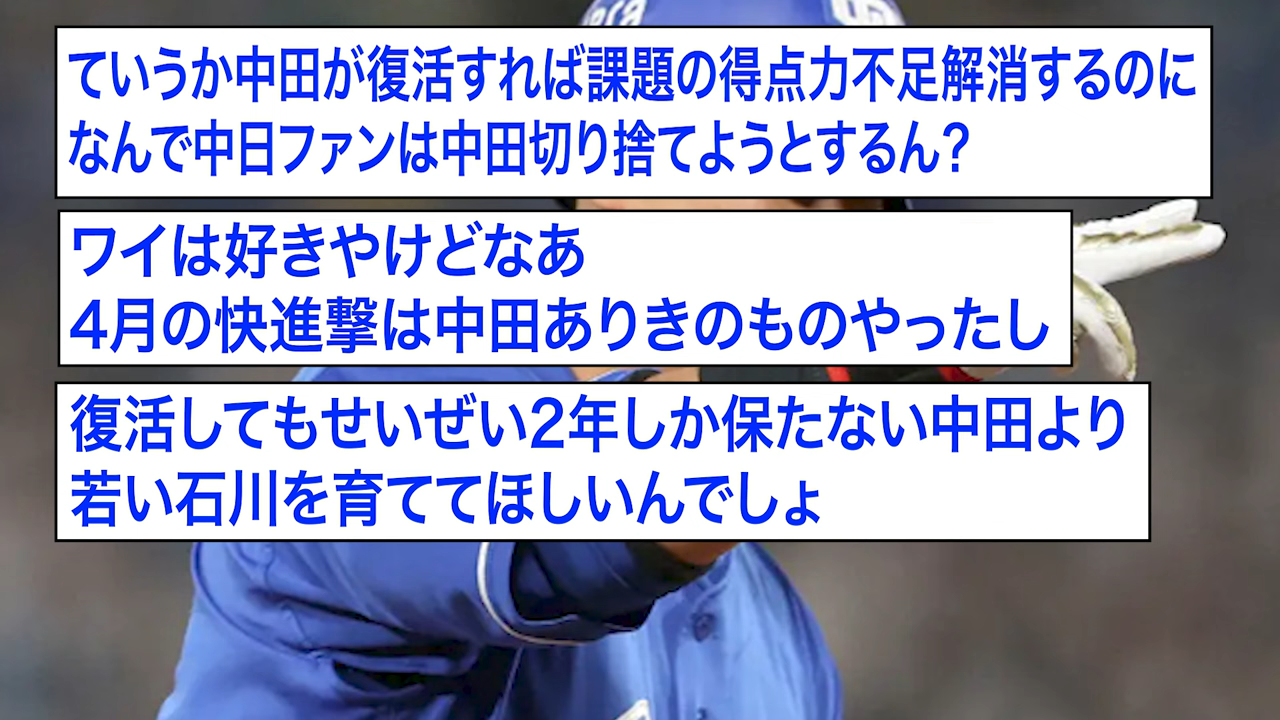 ていうか中田が復活すれば課題の得点力不足解消するのに
なんで中日ファンは中田切り捨てようとするん?
ワイは好きやけどなあ
4月の快進撃は中田ありきのものやったし
復活してもせいぜい2年しか保たない中田より
若い石川を育ててほしいんでしょ